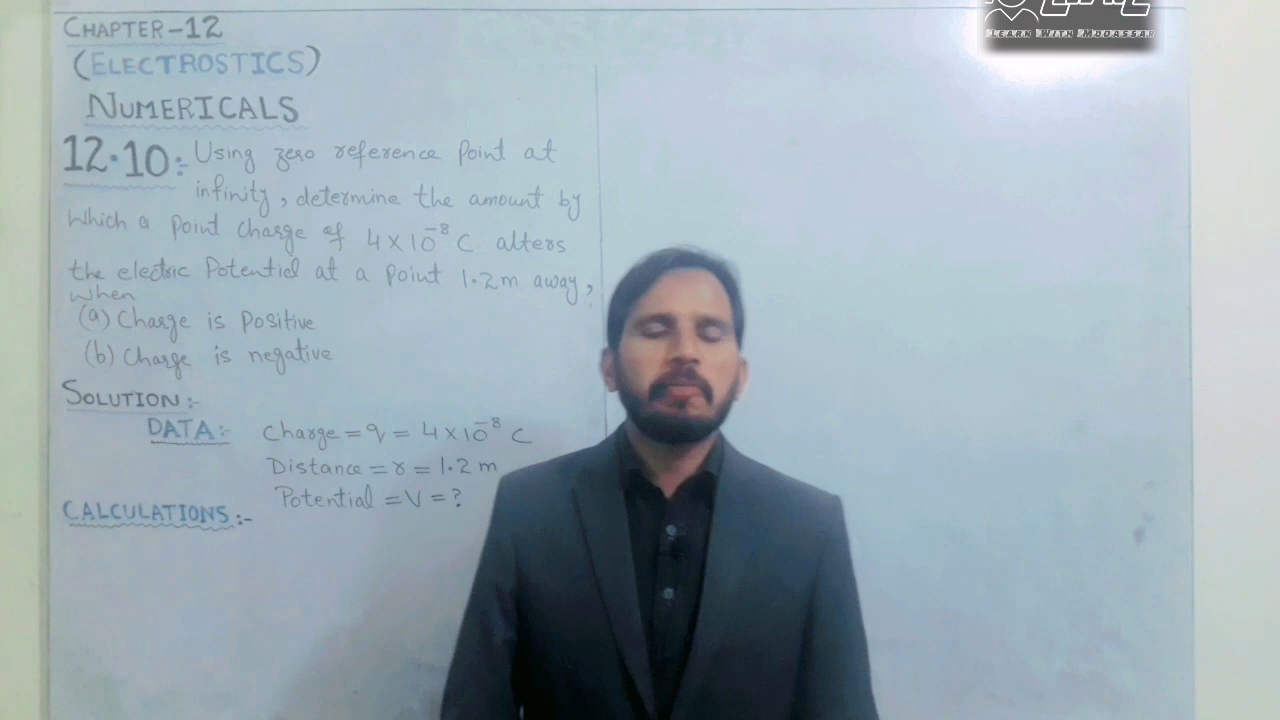 CHAPTER-12
(ELECTROSTICS)
NUMERICALS
12.10:- Using zero reference point at
infinity, determine the amount by
which a point charge of 4×10⁻⁸ C alters
the electric Potential at a point 1.2m away,
when
(a) Charge is positive
(b) Charge is negative
SOLUTION:-
DATA:- Charge = q = 4×10⁻⁸ C
Distance = r = 1.2 m
Potential = V = ?
CALCULATIONS:-
LEARN WITH MODASSAR